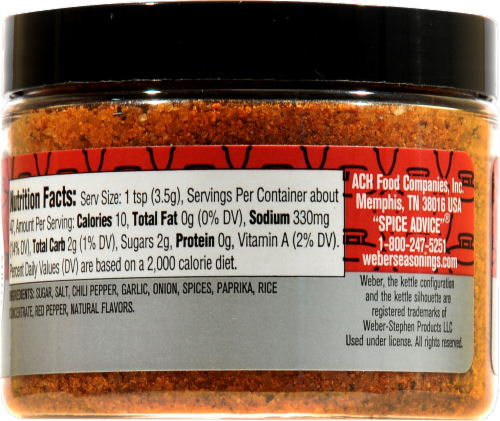 Nutrition Facts: Serv Size: 1 tsp (3.5g), Servings Per Container about
47, Amount Per Serving: Calories 10, Total Fat 0g (0% DV), Sodium 330mg
(14% DV), Total Carb 2g (1% DV), Sugars 2g, Protein 0g, Vitamin A (2% DV).
Percent Daily Values (DV) are based on a 2,000 calorie diet.
INGREDIENTS: SUGAR, SALT, CHILI PEPPER, GARLIC, ONION, SPICES, PAPRIKA, RICE
CONCENTRATE, RED PEPPER, NATURAL FLAVORS.
ACH Food Companies, Inc.
Memphis, TN 38016 USA
"SPICE ADVICE"®
1-800-247-5251
weberseasonings.com
Weber, the kettle configuration
and the kettle silhouette are
registered trademarks of
Weber-Stephen Products LLC
Used under license. All rights reserved.